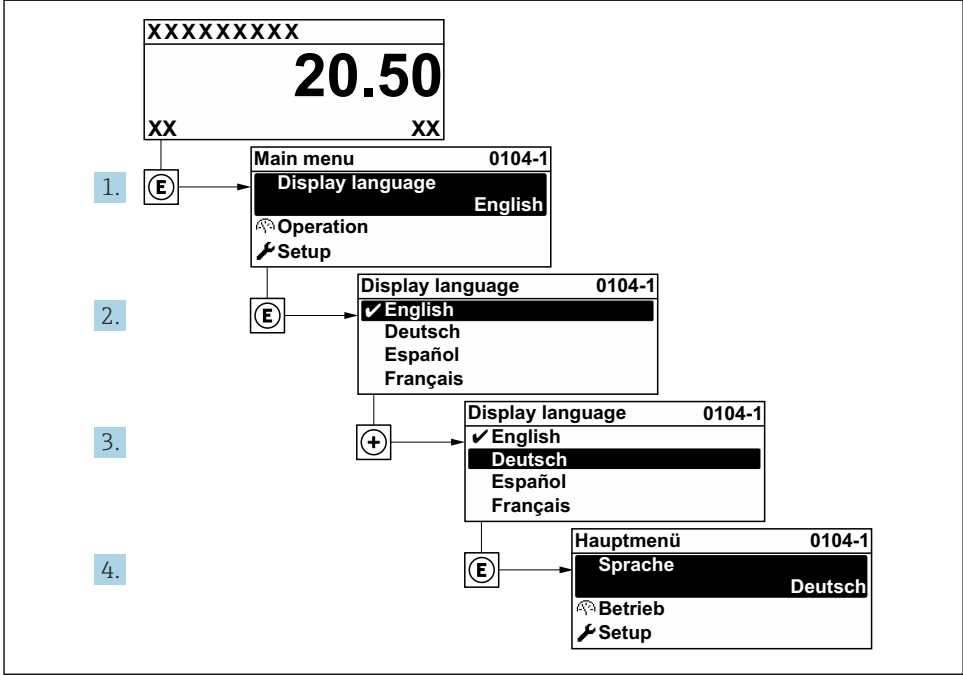 XXXXXXXXX
20.50
XX XX
Main menu 0104-1
1. E Display language
English
Operation
Setup
Display language 0104-1
2. E ✔English
Deutsch
Español
Français
Display language 0104-1
3. + ✔English
Deutsch
Español
Français
Hauptmenü 0104-1
4. E Sprache
Deutsch
Betrieb
Setup